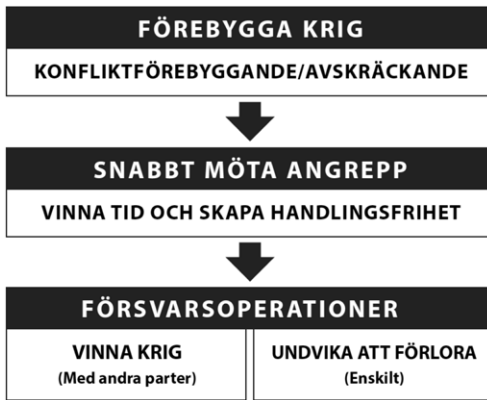 FÖREBYGGA KRIG
KONFLIKTFÖREBYGGANDE/AVSKRÄCKANDE
SNABBT MÖTA ANGREPP
VINNA TID OCH SKAPA HANDLINGSFRIHET
FÖRSVARSOPERATIONER
VINNA KRIG
(Med andra parter)
UNDVIKA ATT FÖRLORA
(Enskilt)